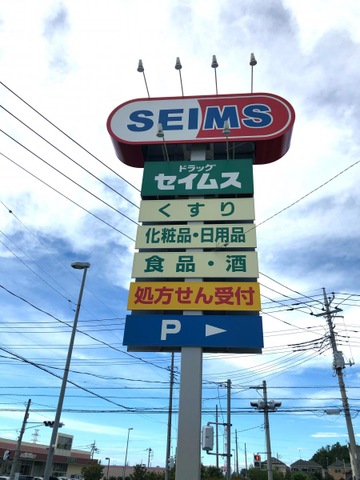 SEIMS
ドラッグ
セイムス
くすり
化粧品・日用品
食品・酒
処方せん受付
P